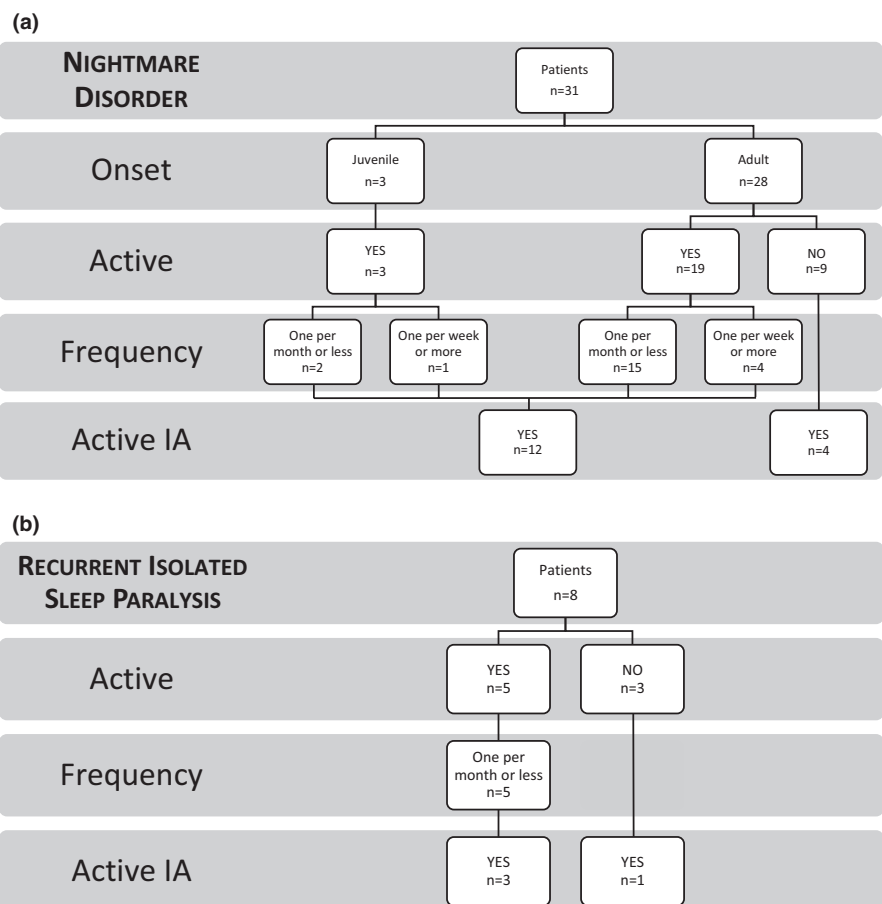 (a)
NIGHTMARE
DISORDER
Patients
n=31
Onset
Juvenile
n=3
Adult
n=28
Active
YES
n=3
YES
n=19
NO
n=9
Frequency
One per
month or less
n=2
One per week
or more
n=1
One per
month or less
n=15
One per week
or more
n=4
Active IA
YES
n=12
YES
n=4
(b)
RECURRENT ISOLATED
SLEEP PARALYSIS
Patients
n=8
Active
YES
n=5
NO
n=3
Frequency
One per
month or less
n=5
Active IA
YES
n=3
YES
n=1